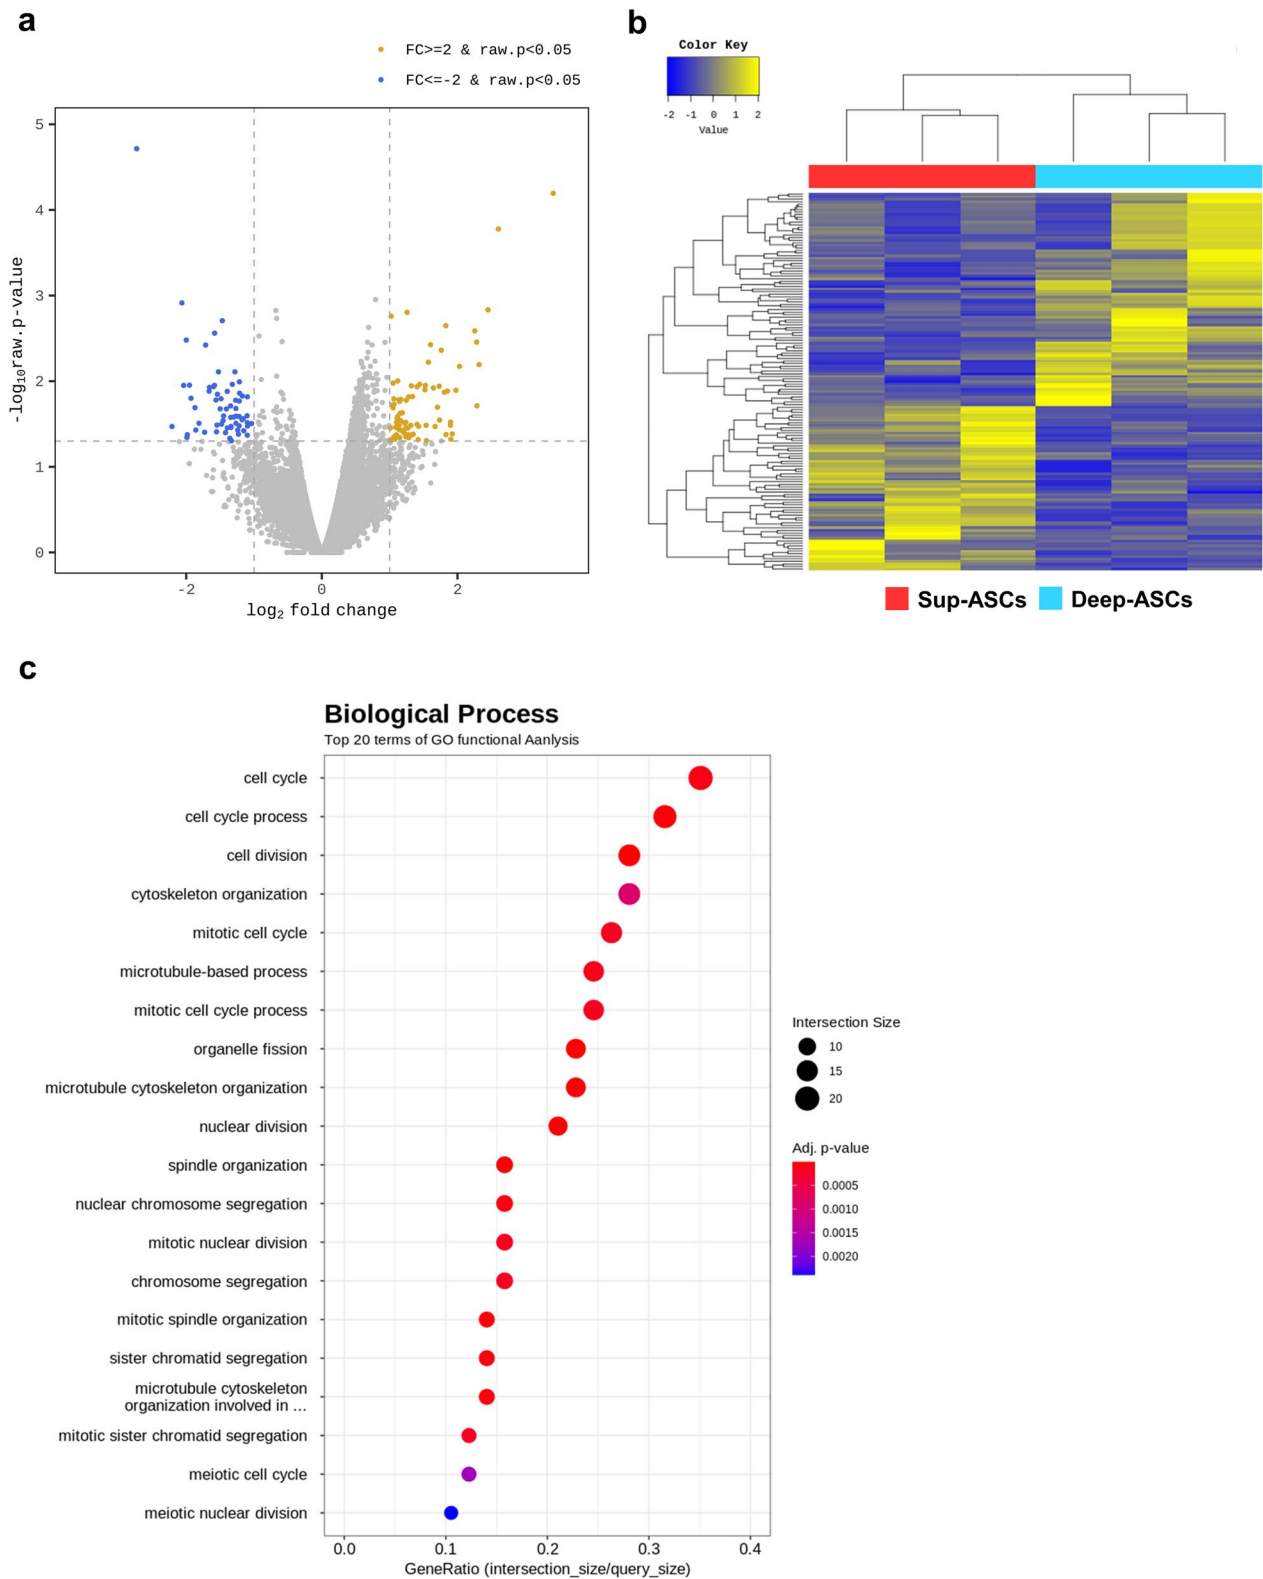 a
FC>=2 & raw.p<0.05
FC<=-2 & raw.p<0.05
5
4
3
2
1
0
-log10raw.p-value
-2
0
2
log2 fold change
b
Color Key
-2 -1 0 1 2
Value
Sup-ASCs
Deep-ASCs
c
Biological Process
Top 20 terms of GO functional Aanlysis
cell cycle
cell cycle process
cell division
cytoskeleton organization
mitotic cell cycle
microtubule-based process
mitotic cell cycle process
organelle fission
microtubule cytoskeleton organization
nuclear division
spindle organization
nuclear chromosome segregation
mitotic nuclear division
chromosome segregation
mitotic spindle organization
sister chromatid segregation
microtubule cytoskeleton
organization involved in ...
mitotic sister chromatid segregation
meiotic cell cycle
meiotic nuclear division
0.0 0.1 0.2 0.3 0.4
GeneRatio (intersection_size/query_size)
Intersection Size
10
15
20
Adj. p-value
0.0005
0.0010
0.0015
0.0020